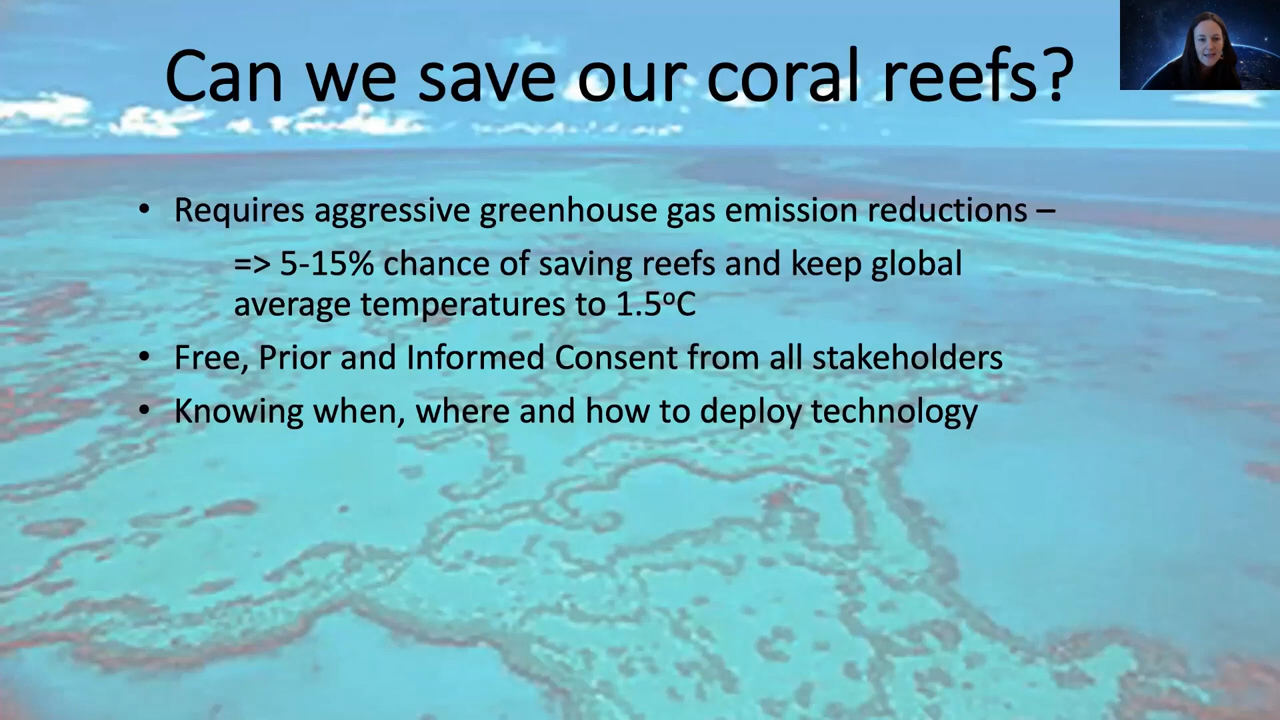 Can we save our coral reefs?
• Requires aggressive greenhouse gas emission reductions –
=> 5-15% chance of saving reefs and keep global
average temperatures to 1.5ºC
• Free, Prior and Informed Consent from all stakeholders
• Knowing when, where and how to deploy technology